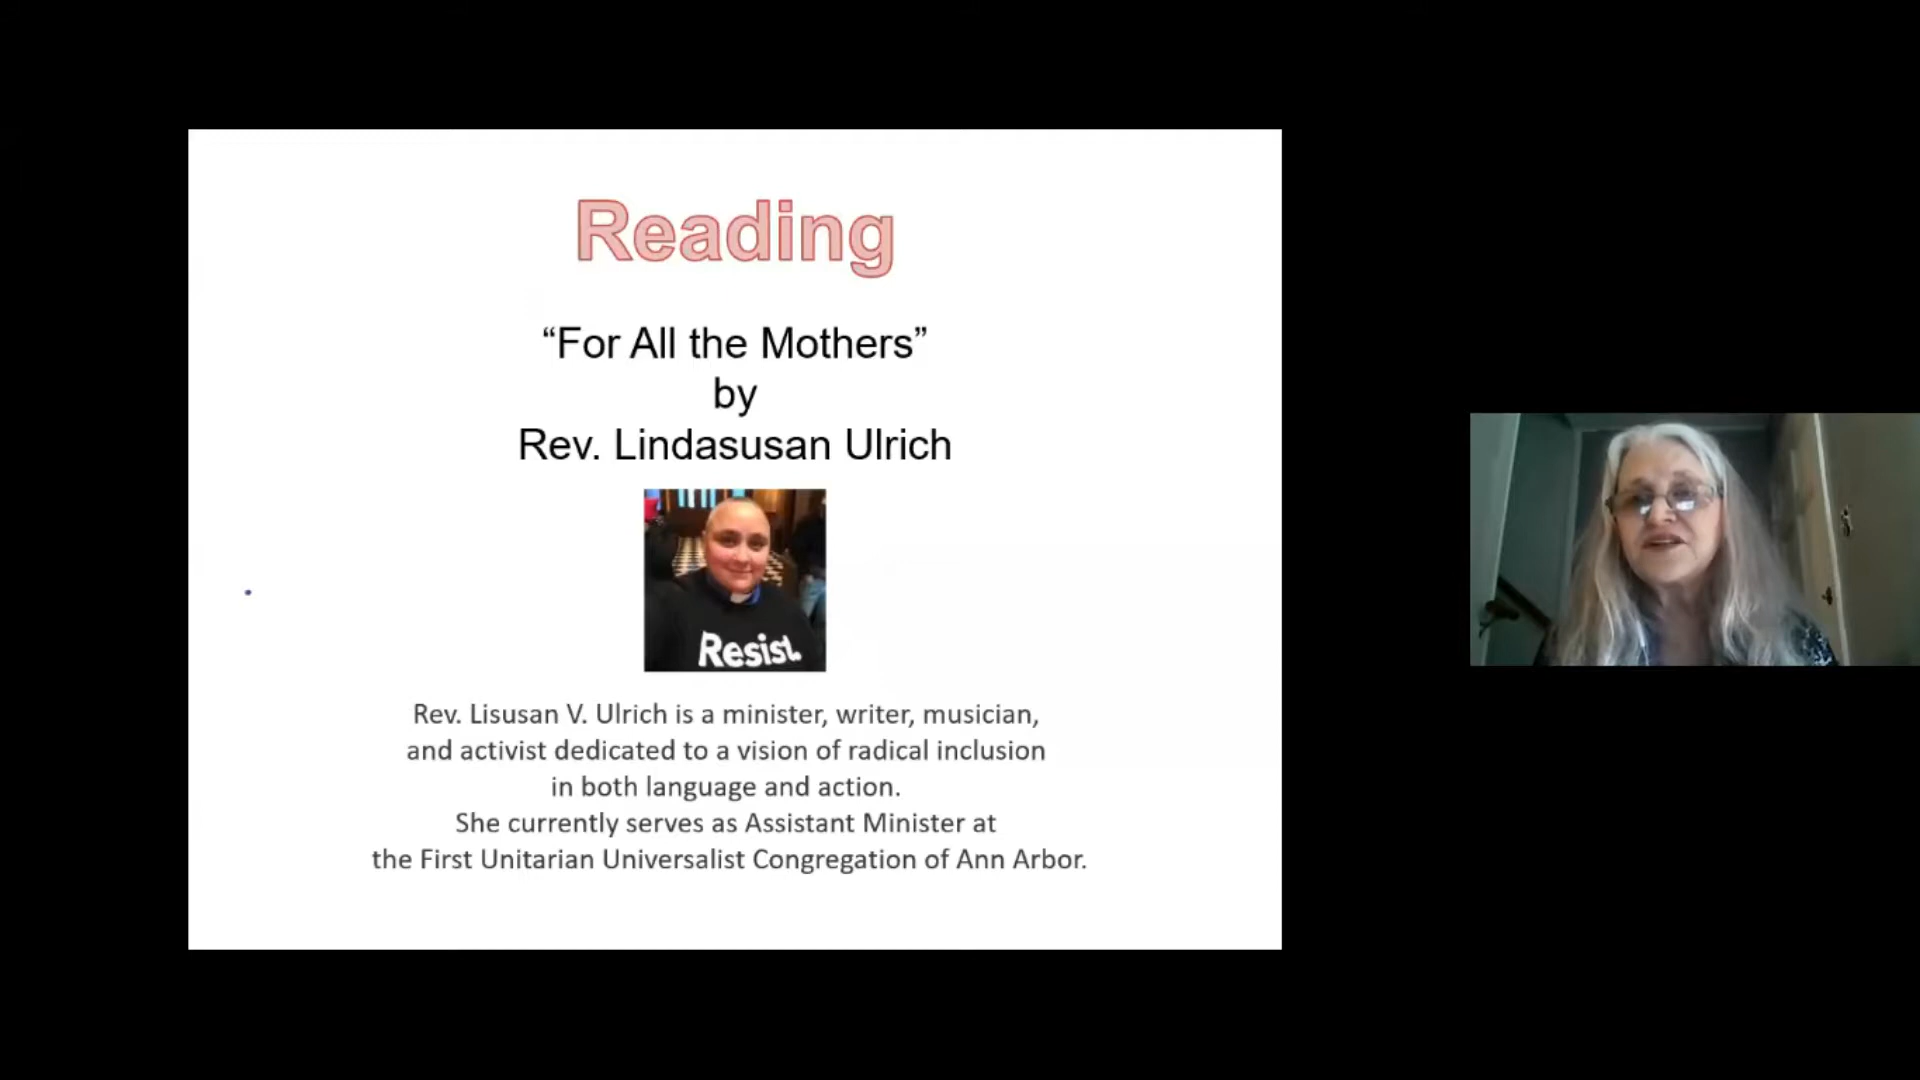 Reading
“For All the Mothers”
by
Rev. Lindasusan Ulrich
Resist.
Rev. Lisusan V. Ulrich is a minister, writer, musician,
and activist dedicated to a vision of radical inclusion
in both language and action.
She currently serves as Assistant Minister at
the First Unitarian Universalist Congregation of Ann Arbor.